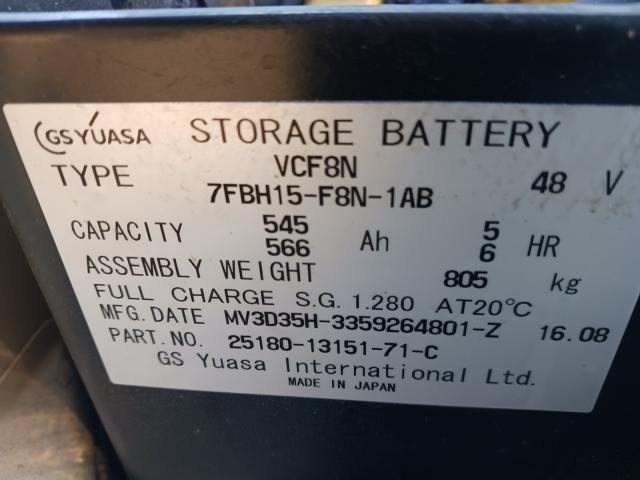 GS YUASA STORAGE BATTERY
TYPE VCF8N 48 V
7FBH15-F8N-1AB
CAPACITY 545 Ah 5 HR
566 6
ASSEMBLY WEIGHT 805 kg
FULL CHARGE S.G. 1.280 AT20°C
MFG.DATE MV3D35H-3359264801-Z 16.08
PART.NO. 25180-13151-71-C
GS Yuasa International Ltd.
MADE IN JAPAN